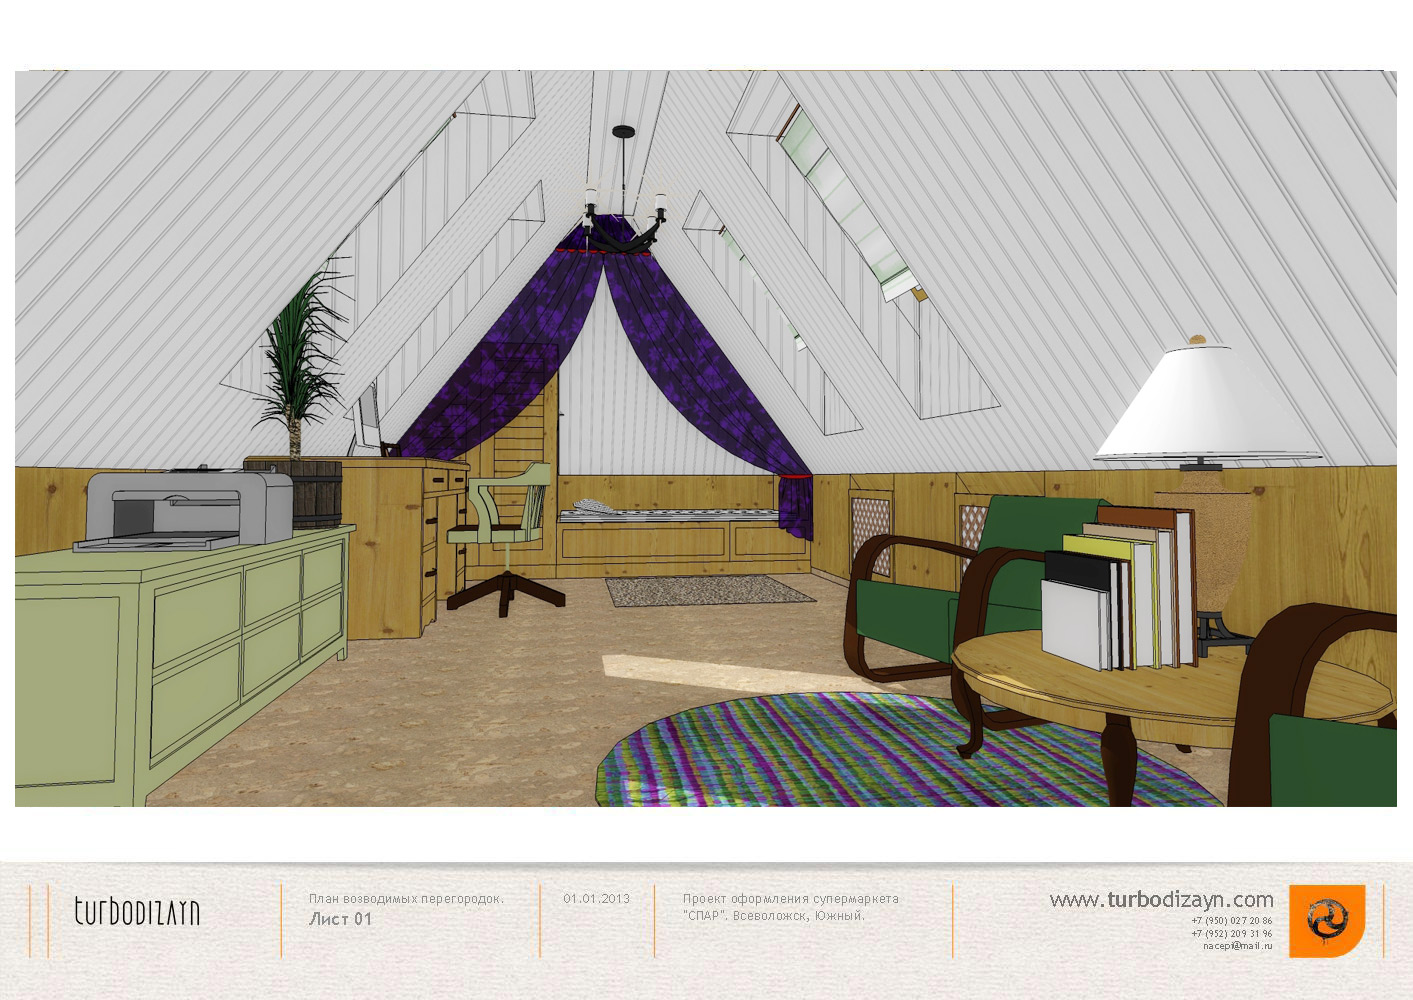 turbodizayn
План возводимых перегородок.
Лист 01
01.01.2013
Проект оформления супермаркета
"СПАР". Всеволожск, Южный.
www.turbodizayn.com
+7 (950) 027 20 86
+7 (952) 209 31 96
nacepi@mail.ru